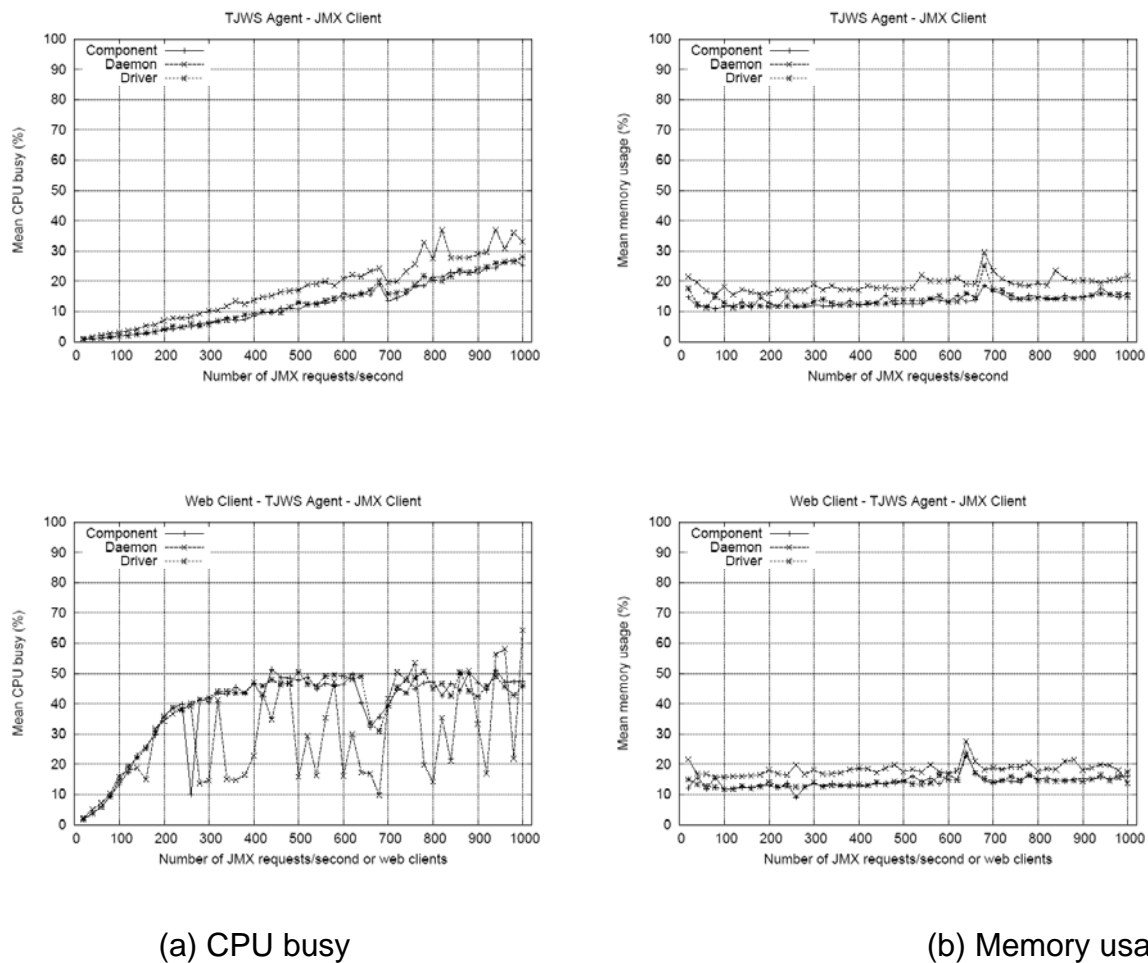 TJWS Agent - JMX Client
Mean CPU busy (%)
100
90
80
70
60
50
40
30
20
10
0
Component
Daemon
Driver
0 100 200 300 400 500 600 700 800 900 1000
Number of JMX requests/second
TJWS Agent - JMX Client
Mean memory usage (%)
100
90
80
70
60
50
40
30
20
10
0
Component
Daemon
Driver
0 100 200 300 400 500 600 700 800 900 1000
Number of JMX requests/second
Web Client - TJWS Agent - JMX Client
Mean CPU busy (%)
100
90
80
70
60
50
40
30
20
10
0
Component
Daemon
Driver
0 100 200 300 400 500 600 700 800 900 1000
Number of JMX requests/second or web clients
Web Client - TJWS Agent - JMX Client
Mean memory usage (%)
100
90
80
70
60
50
40
30
20
10
0
Component
Daemon
Driver
0 100 200 300 400 500 600 700 800 900 1000
Number of JMX requests/second or web clients
(a) CPU busy
(b) Memory usa